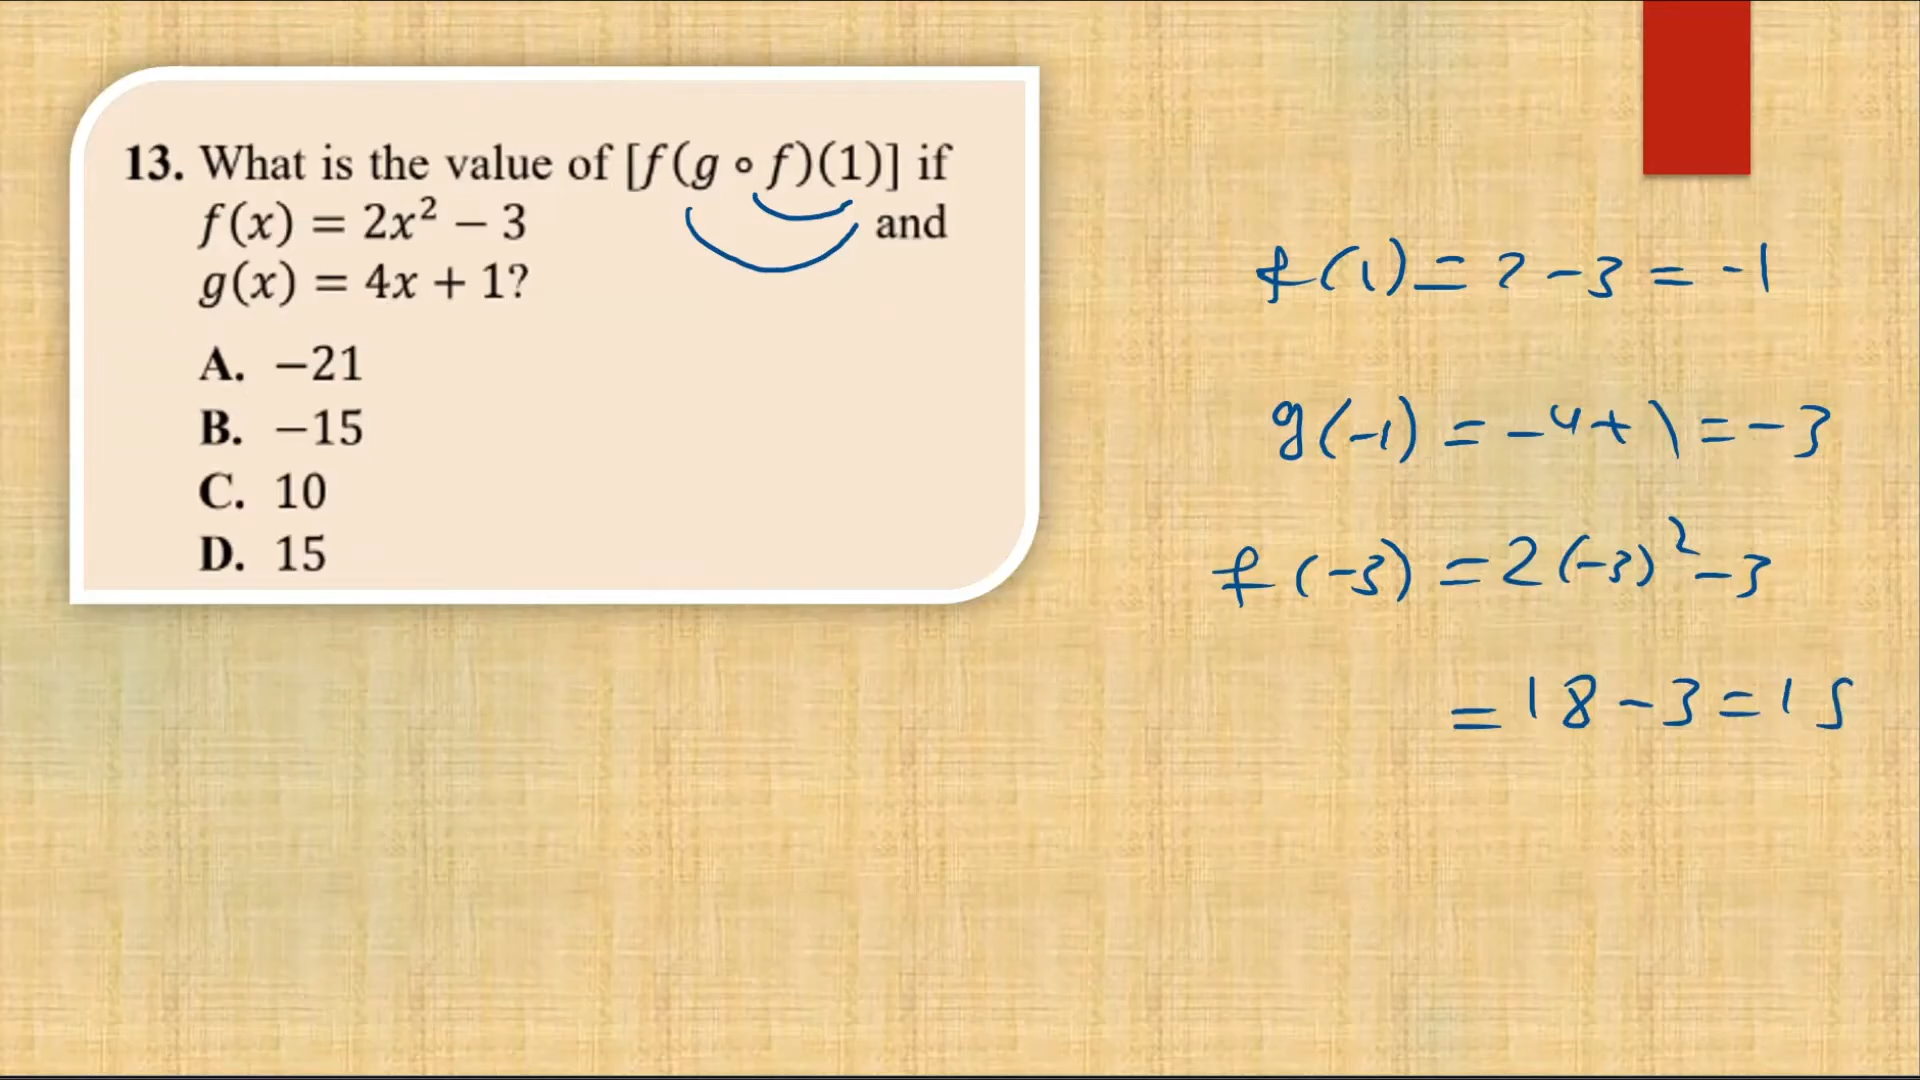 13. What is the value of [f(g ∘ f)(1)] if
f(x) = 2x² − 3 and
g(x) = 4x + 1?
A. −21
B. −15
C. 10
D. 15
f(1) = 2 − 3 = −1
g(−1) = −4 + 1 = −3
f(−3) = 2(−3)² − 3
= 18 − 3 = 15